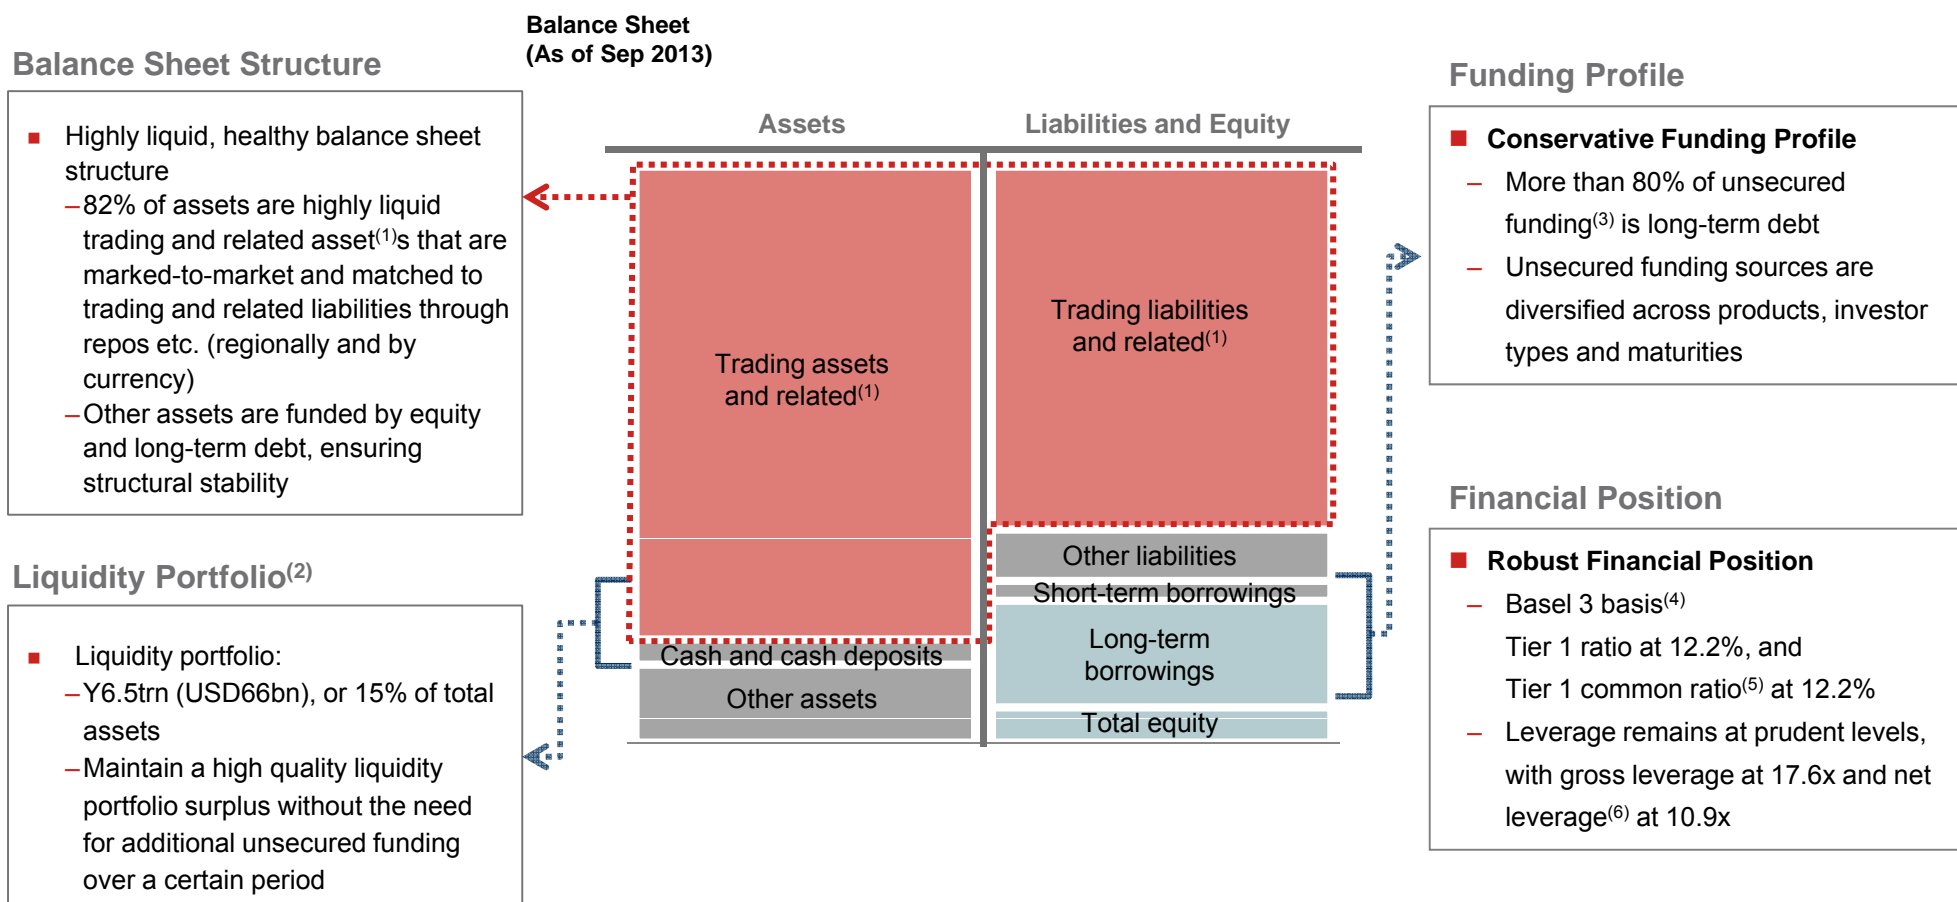 Balance Sheet
(As of Sep 2013)
Balance Sheet Structure
■ Highly liquid, healthy balance sheet
structure
–82% of assets are highly liquid
trading and related asset(1)s that are
marked-to-market and matched to
trading and related liabilities through
repos etc. (regionally and by
currency)
–Other assets are funded by equity
and long-term debt, ensuring
structural stability
Liquidity Portfolio(2)
■ Liquidity portfolio:
–Y6.5trn (USD66bn), or 15% of total
assets
–Maintain a high quality liquidity
portfolio surplus without the need
for additional unsecured funding
over a certain period
Assets
Trading assets
and related(1)
Cash and cash deposits
Other assets
Liabilities and Equity
Trading liabilities
and related(1)
Other liabilities
Short-term borrowings
Long-term
borrowings
Total equity
Funding Profile
■ Conservative Funding Profile
– More than 80% of unsecured
funding(3) is long-term debt
– Unsecured funding sources are
diversified across products, investor
types and maturities
Financial Position
■ Robust Financial Position
– Basel 3 basis(4)
Tier 1 ratio at 12.2%, and
Tier 1 common ratio(5) at 12.2%
– Leverage remains at prudent levels,
with gross leverage at 17.6x and net
leverage(6) at 10.9x